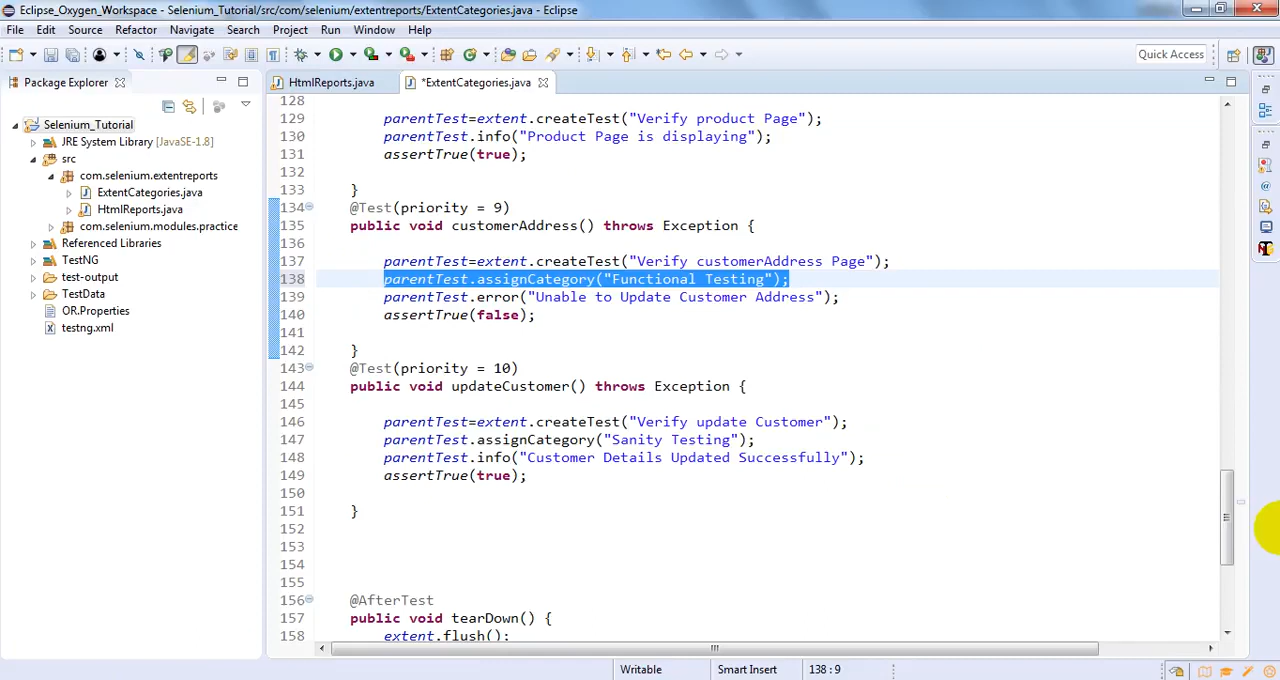 Eclipse_Oxygen_Workspace - Selenium_Tutorial/src/com/selenium/extentreports/ExtentCategories.java - Eclipse
File Edit Source Refactor Navigate Search Project Run Window Help
Quick Access
Package Explorer
HtmlReports.java
*ExtentCategories.java
Selenium_Tutorial
JRE System Library [JavaSE-1.8]
src
com.selenium.extentreports
ExtentCategories.java
HtmlReports.java
com.selenium.modules.practice
Referenced Libraries
TestNG
test-output
TestData
OR.Properties
testng.xml
128
129 parentTest=extent.createTest("Verify product Page");
130 parentTest.info("Product Page is displaying");
131 assertTrue(true);
132
133 }
134 @Test(priority = 9)
135 public void customerAddress() throws Exception {
136
137 parentTest=extent.createTest("Verify customerAddress Page");
138 parentTest.assignCategory("Functional Testing");
139 parentTest.error("Unable to Update Customer Address");
140 assertTrue(false);
141
142 }
143 @Test(priority = 10)
144 public void updateCustomer() throws Exception {
145
146 parentTest=extent.createTest("Verify update Customer");
147 parentTest.assignCategory("Sanity Testing");
148 parentTest.info("Customer Details Updated Successfully");
149 assertTrue(true);
150
151 }
152
153
154
155
156 @AfterTest
157 public void tearDown() {
158 extent.flush();
Writable Smart Insert 138 : 9